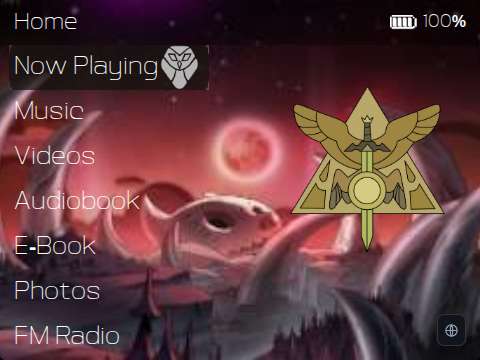 Home
100%
Now Playing
Music
Videos
Audiobook
E-Book
Photos
FM Radio